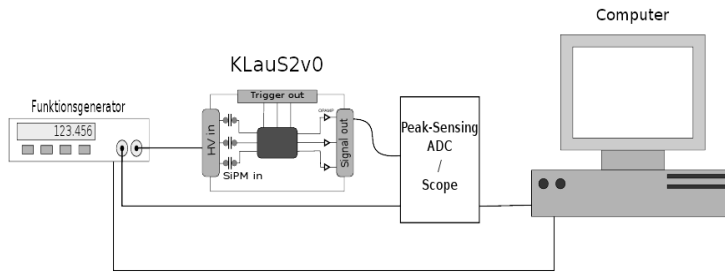 Computer
KLauS2v0
Funktionsgenerator
123.456
Trigger out
HV in
SiPM in
Signal out
Peak-Sensing
ADC
/
Scope